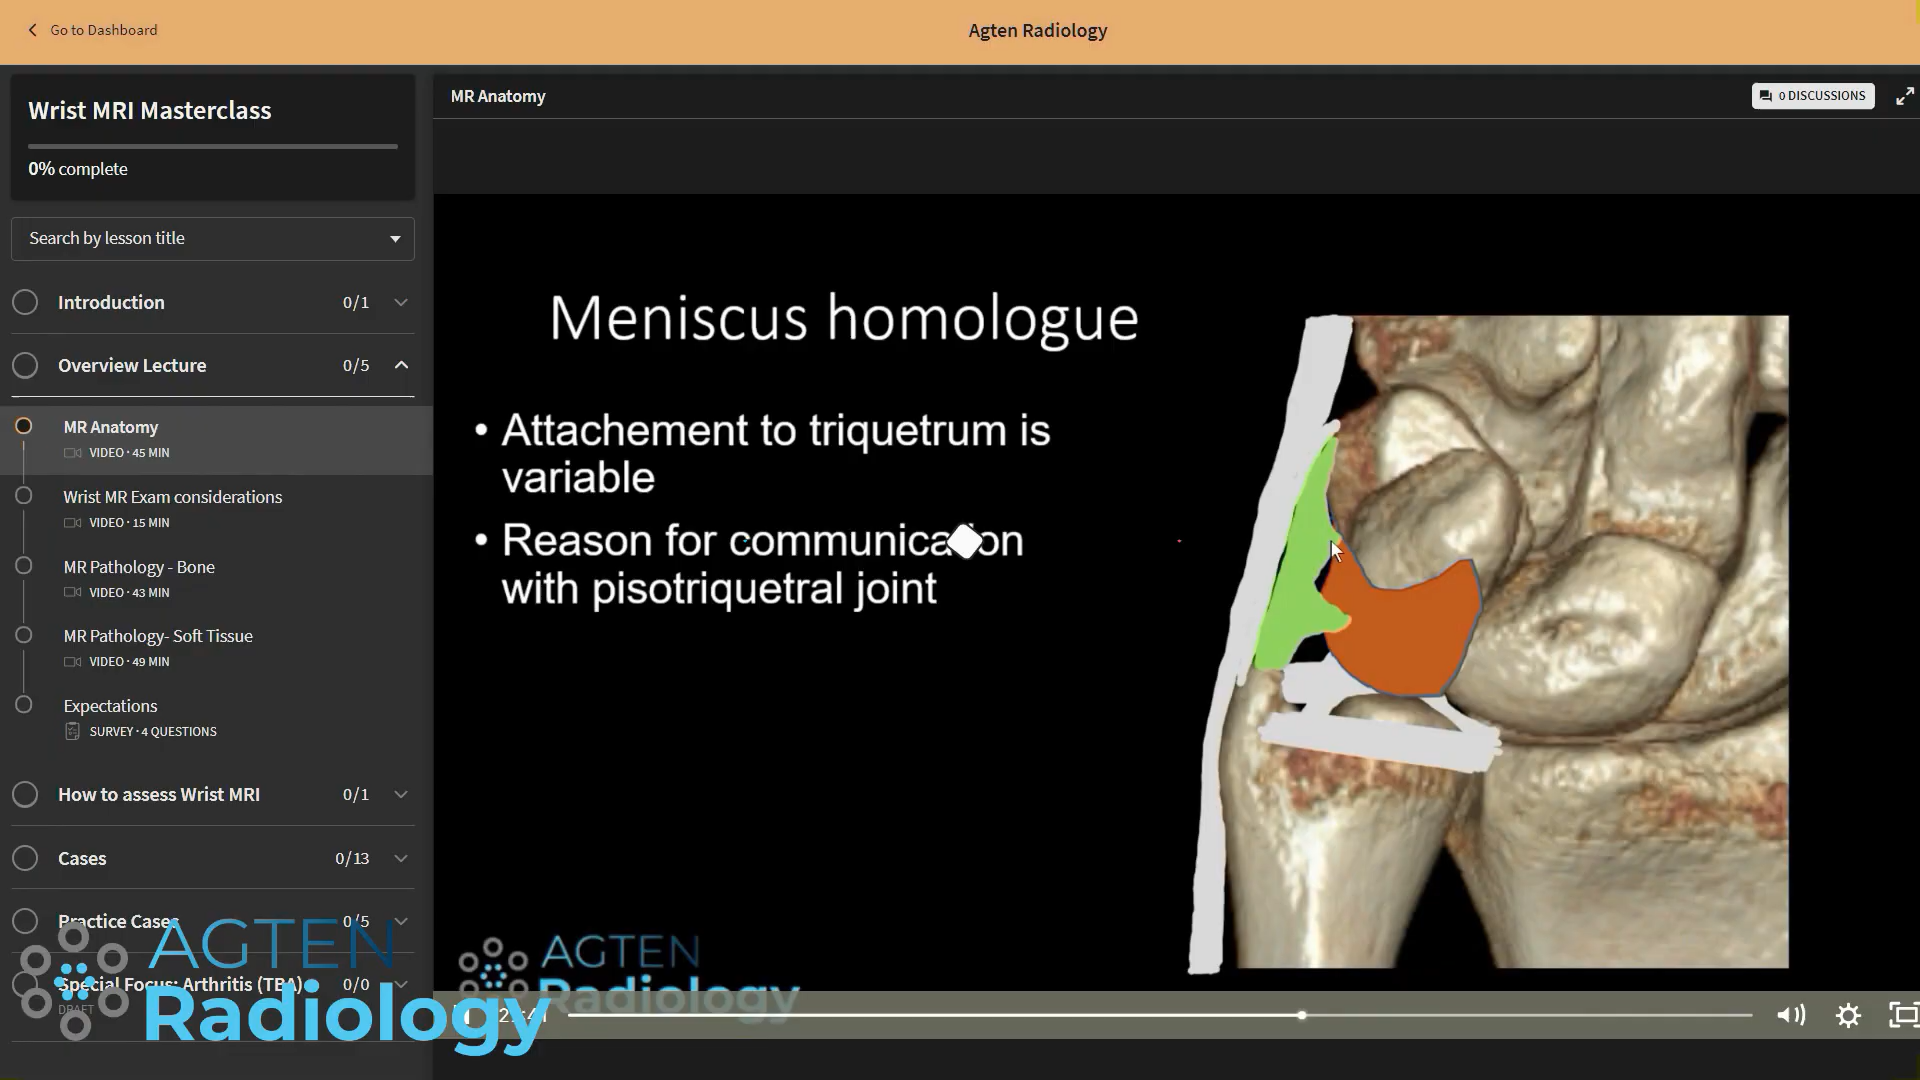 Go to Dashboard
Agten Radiology
Wrist MRI Masterclass
0% complete
Search by lesson title
Introduction 0/1
Overview Lecture 0/5
MR Anatomy
VIDEO · 45 MIN
Wrist MR Exam considerations
VIDEO · 15 MIN
MR Pathology - Bone
VIDEO · 43 MIN
MR Pathology- Soft Tissue
VIDEO · 49 MIN
Expectations
SURVEY · 4 QUESTIONS
How to assess Wrist MRI 0/1
Cases 0/13
Practice Cases 0/5
Special Focus: Arthritis (TBA) 0/0
DRAFT
AGTEN
Radiology
MR Anatomy
0 DISCUSSIONS
Meniscus homologue
• Attachement to triquetrum is
variable
• Reason for communication
with pisotriquetral joint
AGTEN
Radiology